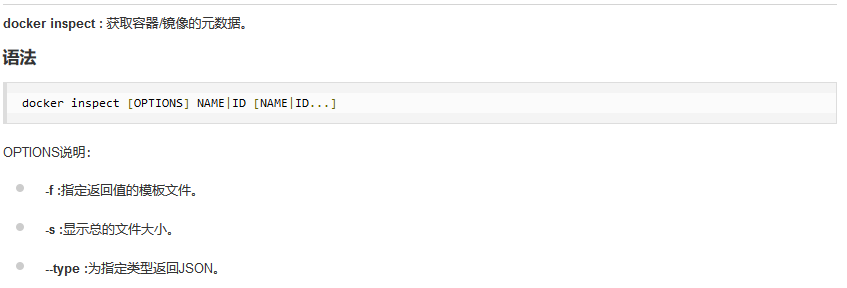 docker inspect : 获取容器/镜像的元数据。
语法
docker inspect [OPTIONS] NAME|ID [NAME|ID...]
OPTIONS说明：
-f :指定返回值的模板文件。
-s :显示总的文件大小。
--type :为指定类型返回JSON。